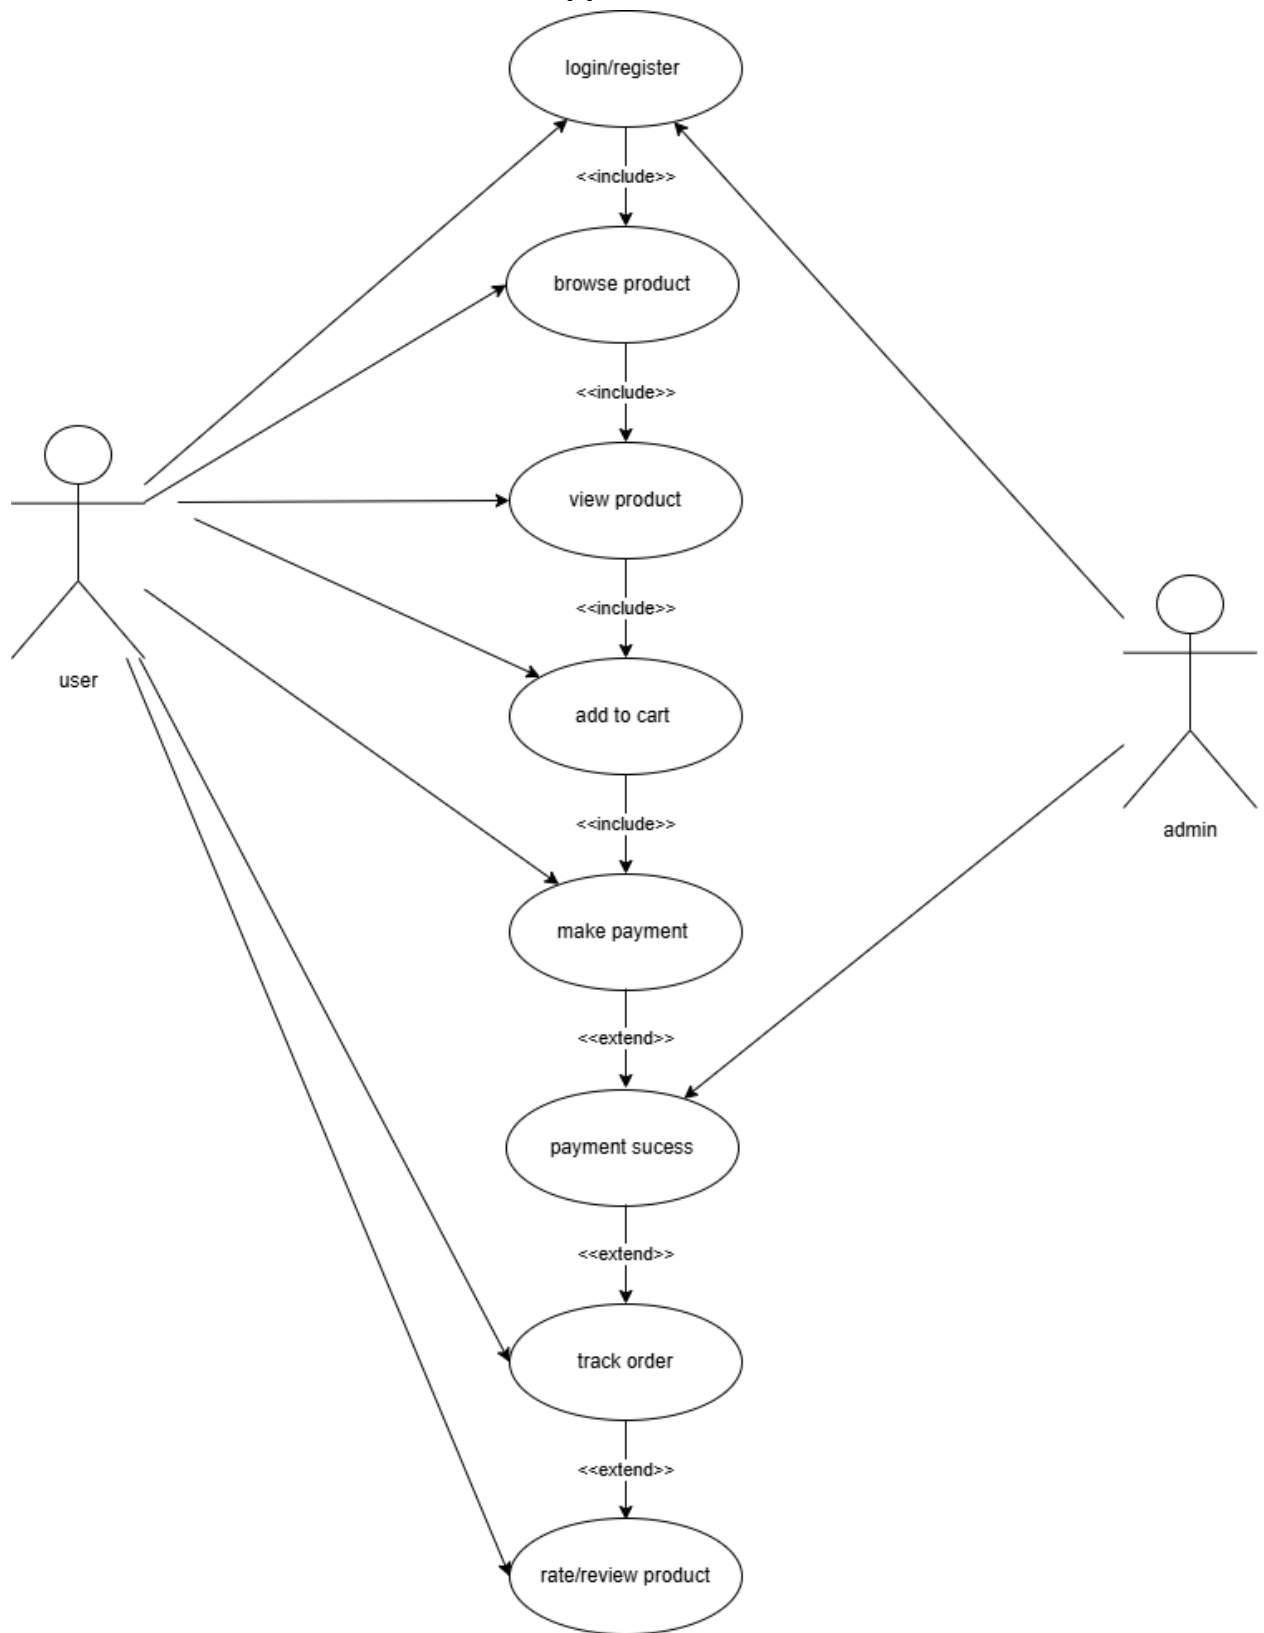 login/register
<<include>>
browse product
<<include>>
view product
<<include>>
add to cart
user
<<include>>
admin
make payment
<<extend>>
payment sucess
<<extend>>
track order
<<extend>>
rate/review product